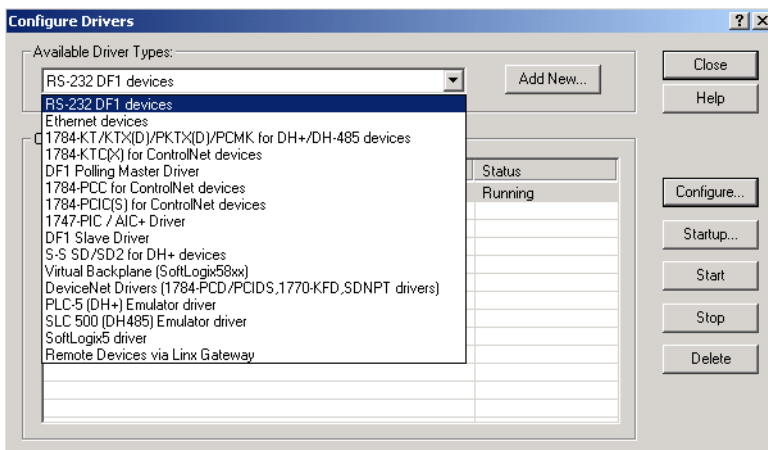 Configure Drivers
? X
Available Driver Types:
RS-232 DF1 devices
Add New...
Close
Help
RS-232 DF1 devices
Ethernet devices
1784-KT/KTX(D)/PKTX(D)/PCMK for DH+/DH-485 devices
1784-KTC(X) for ControlNet devices
DF1 Polling Master Driver
1784-PCC for ControlNet devices
1784-PCIC(S) for ControlNet devices
1747-PIC / AIC+ Driver
DF1 Slave Driver
S-S SD/SD2 for DH+ devices
Virtual Backplane (SoftLogix58xx)
DeviceNet Drivers (1784-PCD/PCIDS,1770-KFD,SDNPT drivers)
PLC-5 (DH+) Emulator driver
SLC 500 (DH485) Emulator driver
SoftLogix5 driver
Remote Devices via Linx Gateway
Status
Running
Configure...
Startup...
Start
Stop
Delete